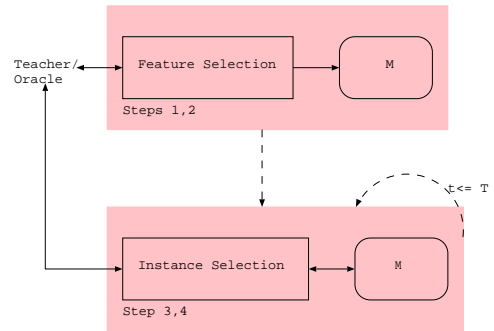 Teacher/
Oracle
Feature Selection
M
Steps 1,2
t<= T
Instance Selection
M
Step 3,4